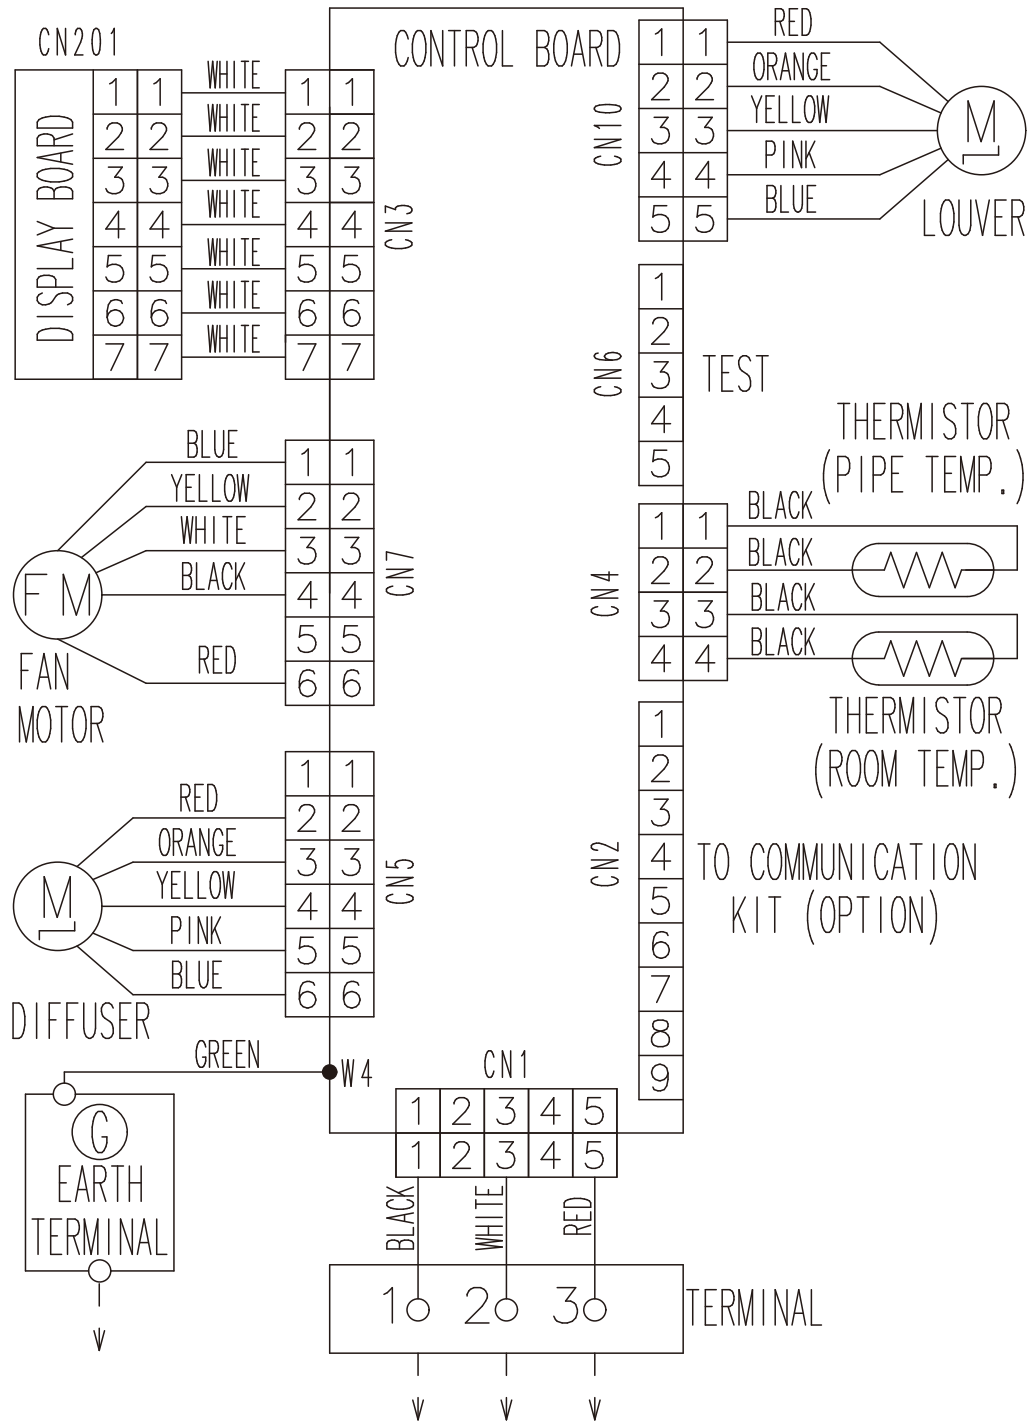 CN201
DISPLAY BOARD
1 1
2 2
3 3
4 4
5 5
6 6
7 7
WHITE
WHITE
WHITE
WHITE
WHITE
WHITE
WHITE
1 1
2 2
3 3
4 4
5 5
6 6
7 7
CN3
CONTROL BOARD
CN10
1 1
2 2
3 3
4 4
5 5
RED
ORANGE
YELLOW
PINK
BLUE
M
LOUVER
CN6
1
2
3
4
5
TEST
BLUE
YELLOW
WHITE
BLACK
RED
FM
FAN
MOTOR
1 1
2 2
3 3
4 4
5 5
6 6
CN7
THERMISTOR
(PIPE TEMP.)
CN4
1 1
2 2
3 3
4 4
BLACK
BLACK
BLACK
BLACK
THERMISTOR
(ROOM TEMP.)
RED
ORANGE
YELLOW
PINK
BLUE
M
DIFFUSER
1 1
2 2
3 3
4 4
5 5
6 6
CN5
CN2
1
2
3
4
5
6
7
8
9
TO COMMUNICATION
KIT (OPTION)
GREEN
W4
G
EARTH
TERMINAL
CN1
1 2 3 4 5
1 2 3 4 5
BLACK
WHITE
RED
1 2 3
TERMINAL